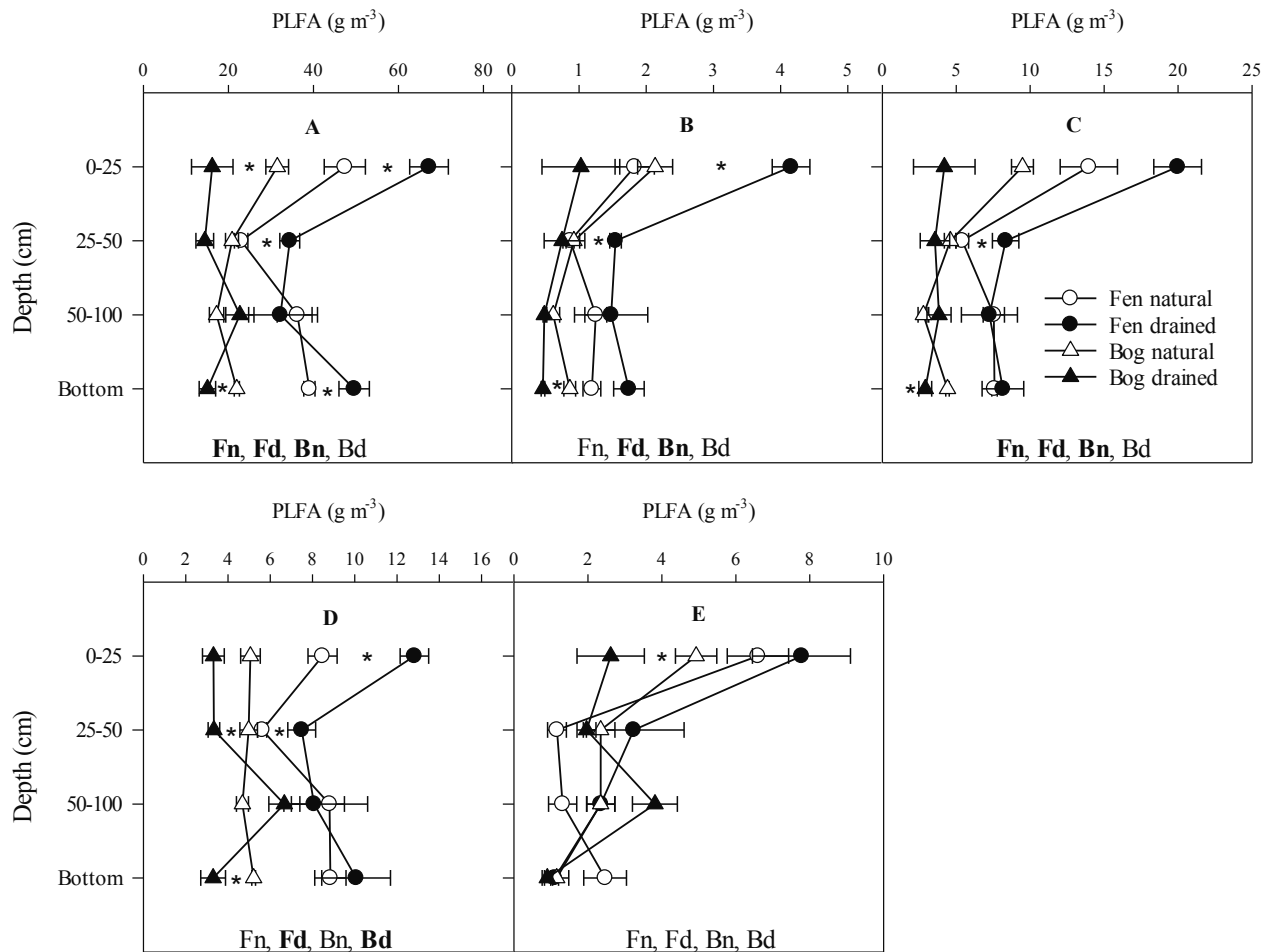 PLFA (g m-3) PLFA (g m-3) PLFA (g m-3)
0 20 40 60 80 0 1 2 3 4 5 0 5 10 15 20 25
A B C
0-25 * * *
25-50 * * *
50-100
Bottom * * * *
Depth (cm)
Fen natural
Fen drained
Bog natural
Bog drained
Fn, Fd, Bn, Bd Fn, Fd, Bn, Bd Fn, Fd, Bn, Bd
PLFA (g m-3) PLFA (g m-3)
0 2 4 6 8 10 12 14 16 0 2 4 6 8 10
D E
0-25 * *
25-50 * *
50-100
Bottom *
Depth (cm)
Fn, Fd, Bn, Bd Fn, Fd, Bn, Bd